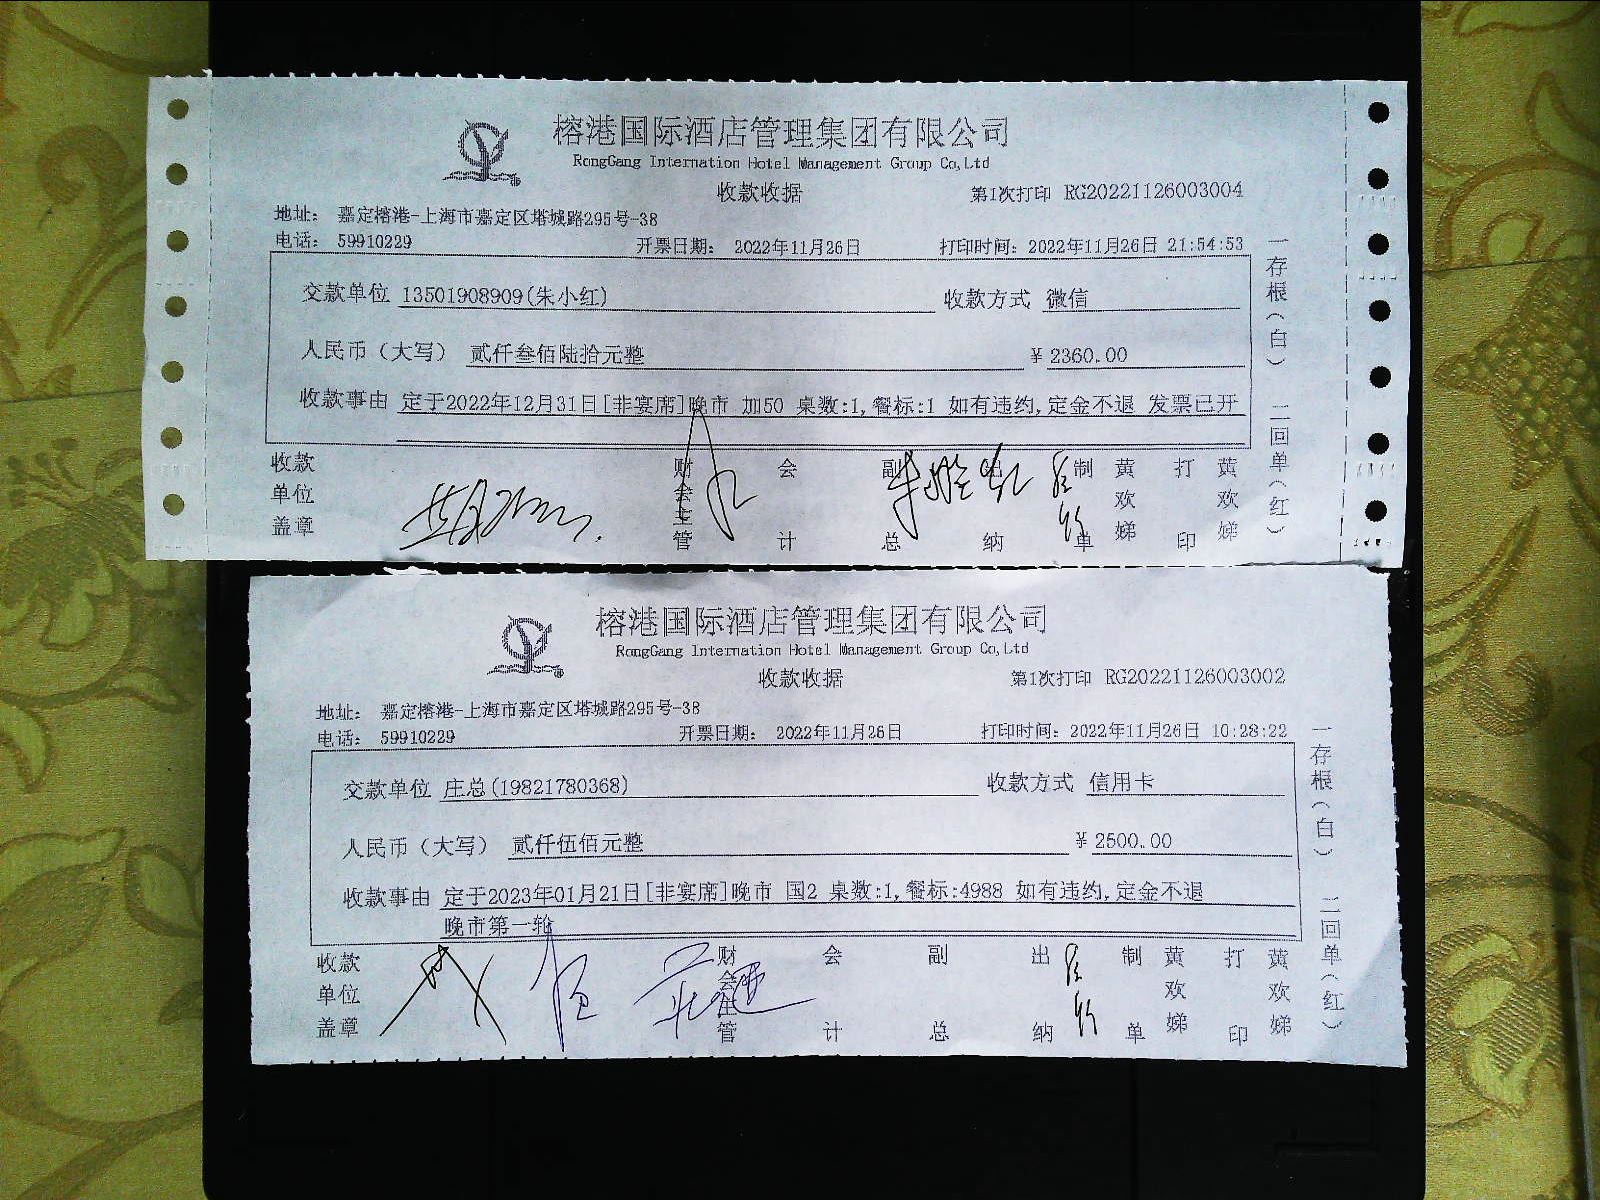 榕港国际酒店管理集团有限公司
RongGang Internation Hotel Management Group Co,Ltd
收款收据 第1次打印 RG20221126003004
地址： 嘉定榕港-上海市嘉定区塔城路295号-38
电话： 59910229 开票日期： 2022年11月26日 打印时间：2022年11月26日 21:54:53
交款单位 13501908909(朱小红) 收款方式 微信
人民币（大写） 贰仟叁佰陆拾元整 ¥ 2360.00
收款事由 定于2022年12月31日[非宴席]晚市 加50 桌数:1,餐标:1 如有违约,定金不退 发票已开
收款单位盖章 财会主管 会计 副总 出纳 制单 黄欢娣 打印 黄欢娣
一存根（白） 二回单（红）
榕港国际酒店管理集团有限公司
RongGang Internation Hotel Management Group Co,Ltd
收款收据 第1次打印 RG20221126003002
地址： 嘉定榕港-上海市嘉定区塔城路295号-38
电话： 59910229 开票日期： 2022年11月26日 打印时间：2022年11月26日 10:28:22
交款单位 庄总(19821780368) 收款方式 信用卡
人民币（大写） 贰仟伍佰元整 ¥ 2500.00
收款事由 定于2023年01月21日[非宴席]晚市 国2 桌数:1,餐标:4988 如有违约,定金不退
晚市第一轮
收款单位盖章 财会主管 会计 副总 出纳 制单 黄欢娣 打印 黄欢娣
一存根（白） 二回单（红）